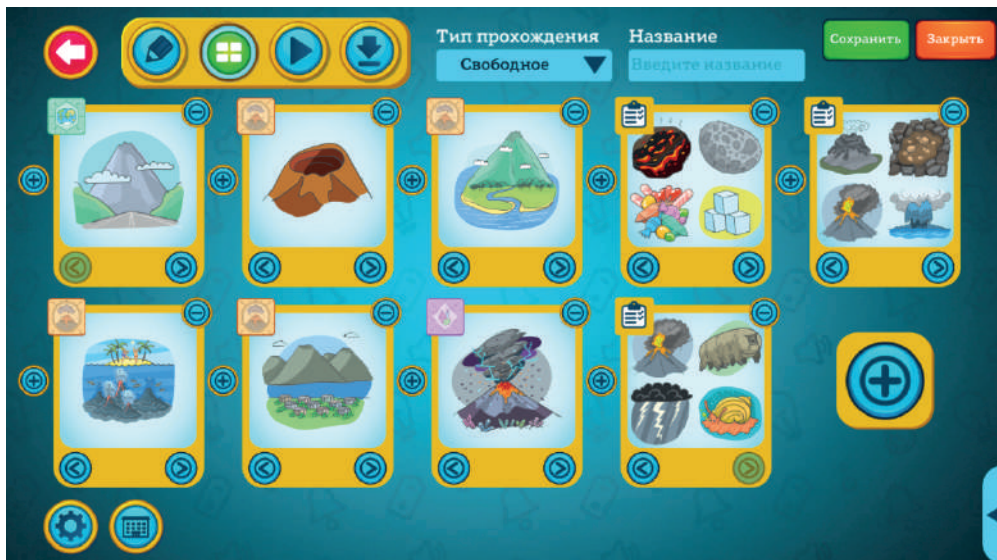 Тип прохождения
Свободное
Название
Введите название
Сохранить
Закрыть